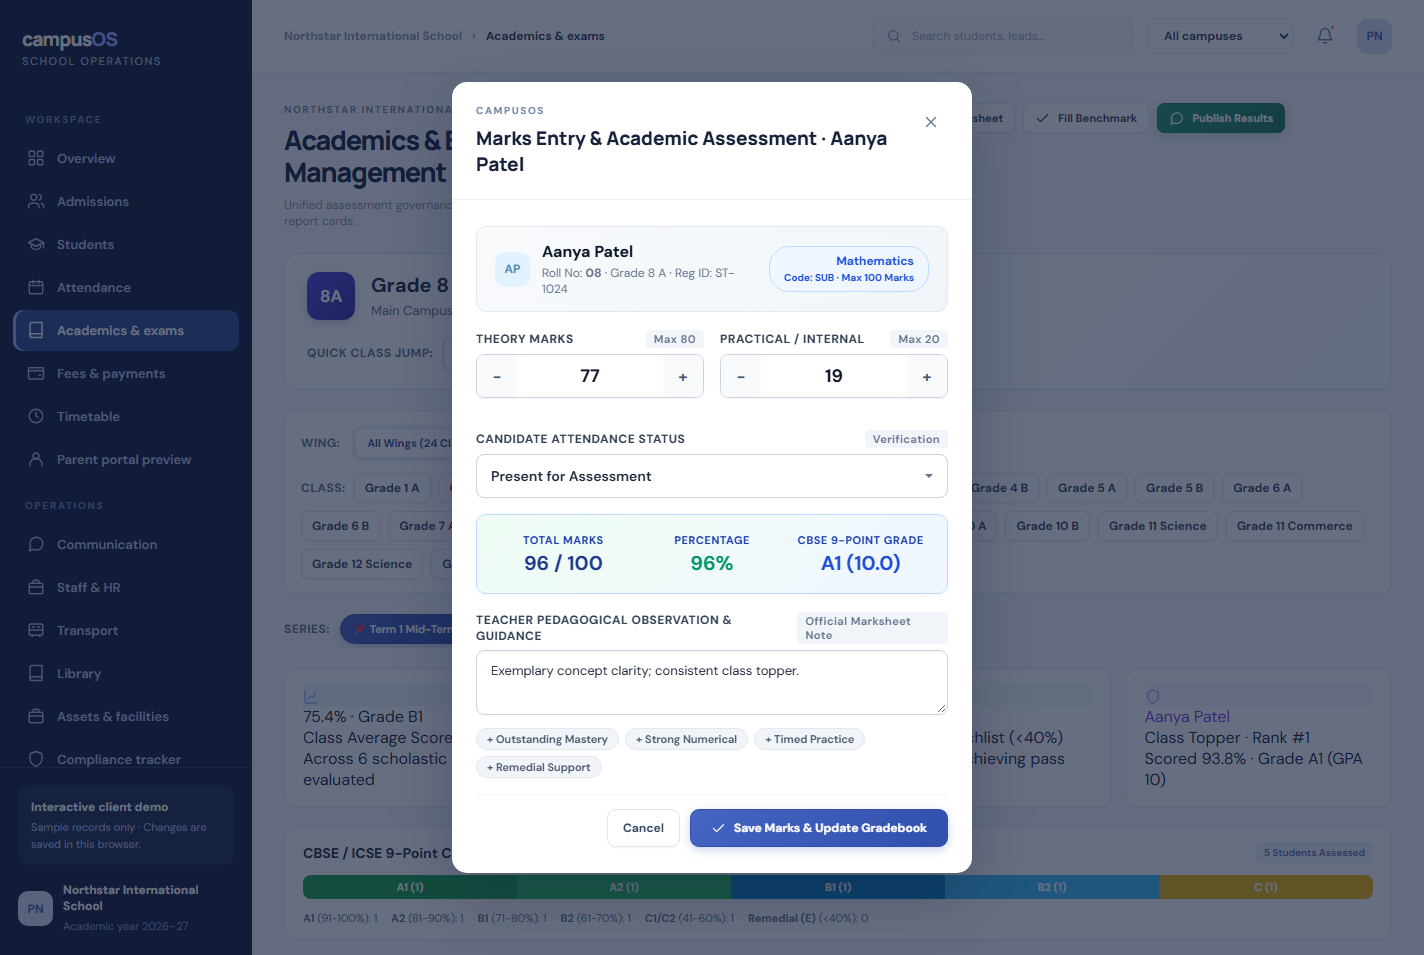 campusOS
SCHOOL OPERATIONS
WORKSPACE
Overview
Admissions
Students
Attendance
Academics & exams
Fees & payments
Timetable
Parent portal preview
OPERATIONS
Communication
Staff & HR
Transport
Library
Assets & facilities
Compliance tracker
Interactive client demo
Sample records only · Changes are
saved in this browser.
PN
Northstar International
School
Academic year 2026–27
Northstar International School › Academics & exams
Search students, leads...
All campuses
PN
NORTHSTAR INTERNATIONA
Academics & E
Management
Unified assessment governanc
report cards.
sheet
Fill Benchmark
Publish Results
8A
Grade 8
Main Campus
QUICK CLASS JUMP:
WING:
All Wings (24 Cl
CLASS:
Grade 1 A
Grade 4 B
Grade 5 A
Grade 5 B
Grade 6 A
Grade 6 B
Grade 7 A
Grade 10 B
Grade 11 Science
Grade 11 Commerce
Grade 12 Science
SERIES:
Term 1 Mid-Term
75.4% · Grade B1
Class Average Score
Across 6 scholastic
evaluated
chlist (<40%)
hieving pass
Aanya Patel
Class Topper · Rank #1
Scored 93.8% · Grade A1 (GPA
10)
CBSE / ICSE 9-Point C
5 Students Assessed
A1 (1)
A2 (1)
B1 (1)
B2 (1)
C (1)
A1 (91-100%): 1 A2 (81-90%): 1 B1 (71-80%): 1 B2 (61-70%): 1 C1/C2 (41-60%): 1 Remedial (E) (<40%): 0
CAMPUSOS
Marks Entry & Academic Assessment · Aanya
Patel
AP
Aanya Patel
Roll No: 08 · Grade 8 A · Reg ID: ST-
1024
Mathematics
Code: SUB · Max 100 Marks
THEORY MARKS
Max 80
PRACTICAL / INTERNAL
Max 20
− 77 +
− 19 +
CANDIDATE ATTENDANCE STATUS
Verification
Present for Assessment
TOTAL MARKS
96 / 100
PERCENTAGE
96%
CBSE 9-POINT GRADE
A1 (10.0)
TEACHER PEDAGOGICAL OBSERVATION &
GUIDANCE
Official Marksheet
Note
Exemplary concept clarity; consistent class topper.
+ Outstanding Mastery
+ Strong Numerical
+ Timed Practice
+ Remedial Support
Cancel
Save Marks & Update Gradebook